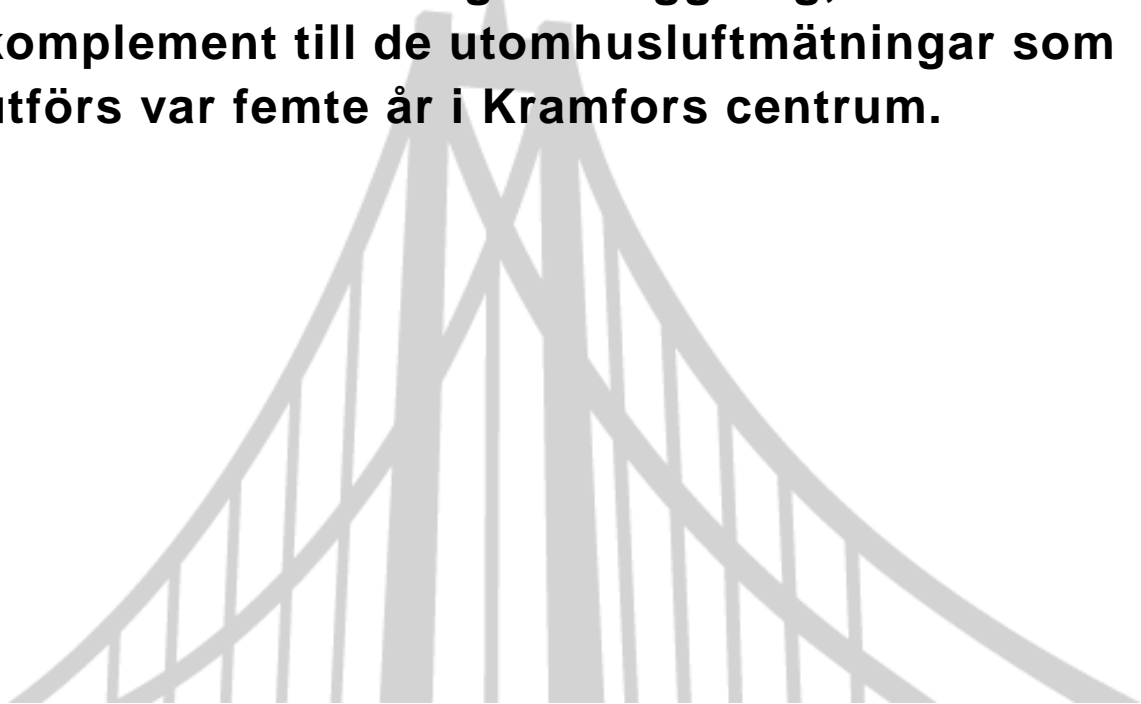 komplement till de utomhusluftmätningar som
utförs var femte år i Kramfors centrum.